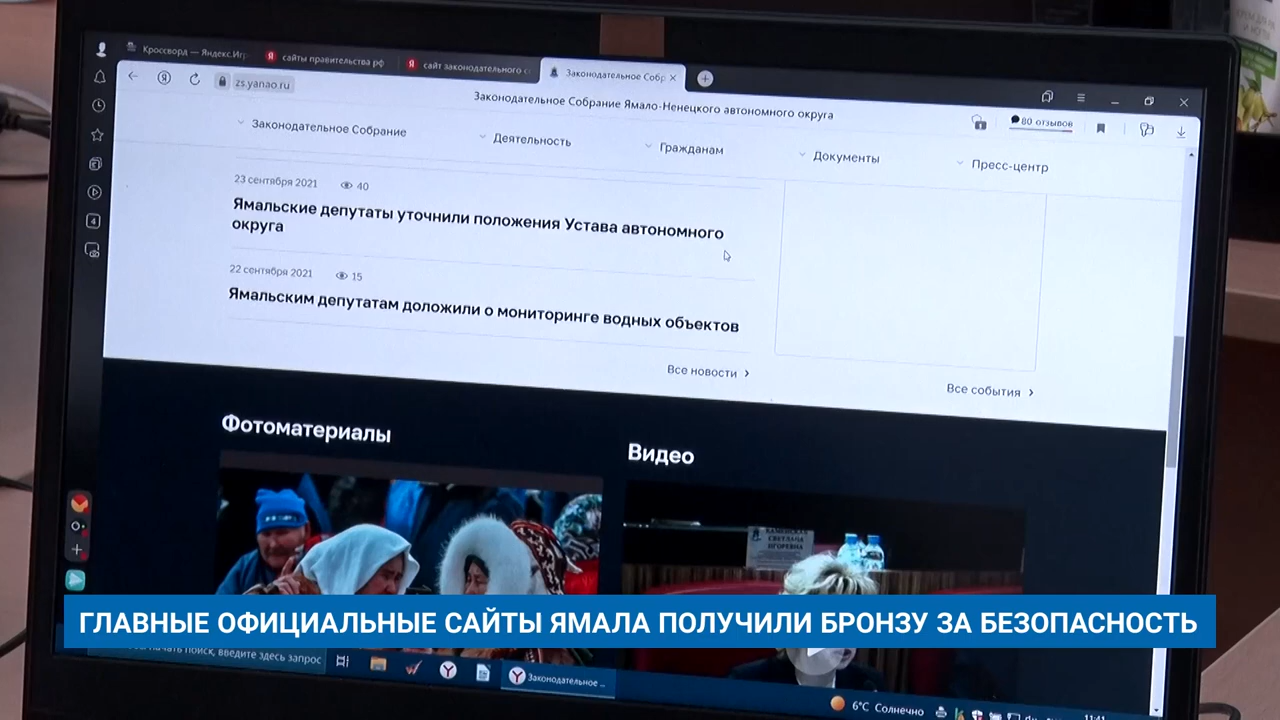 Кроссворд — Яндекс.Игр
сайты правительства рф
сайт законодательного с
Законодательное Собр
zs.yanao.ru
Законодательное Собрание Ямало-Ненецкого автономного округа
80 отзывов
Законодательное Собрание
Деятельность
Гражданам
Документы
Пресс-центр
23 сентября 2021
40
Ямальские депутаты уточнили положения Устава автономного
округа
22 сентября 2021
15
Ямальским депутатам доложили о мониторинге водных объектов
Все новости
Все события
Фотоматериалы
Видео
СВЕТЛАНА
ИГОРЕВНА
ГЛАВНЫЕ ОФИЦИАЛЬНЫЕ САЙТЫ ЯМАЛА ПОЛУЧИЛИ БРОНЗУ ЗА БЕЗОПАСНОСТЬ
поиск, введите здесь запрос
Законодательное ...
6°C Солнечно
11:41